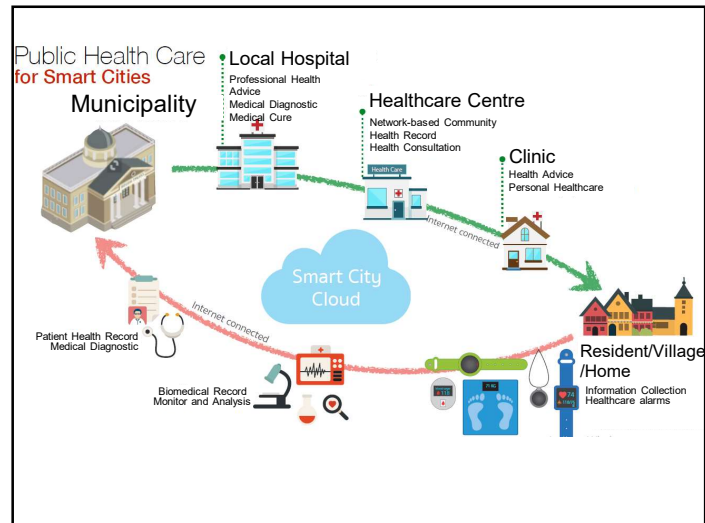 Public Health Care
for Smart Cities
Municipality
Local Hospital
Professional Health
Advice
Medical Diagnostic
Medical Cure
Healthcare Centre
Network-based Community
Health Record
Health Consultation
Health Care
Clinic
Health Advice
Personal Healthcare
Internet connected
Smart City
Cloud
Internet connected
Patient Health Record
Medical Diagnostic
Biomedical Record
Monitor and Analysis
Resident/Village
/Home
Information Collection
Healthcare alarms
74